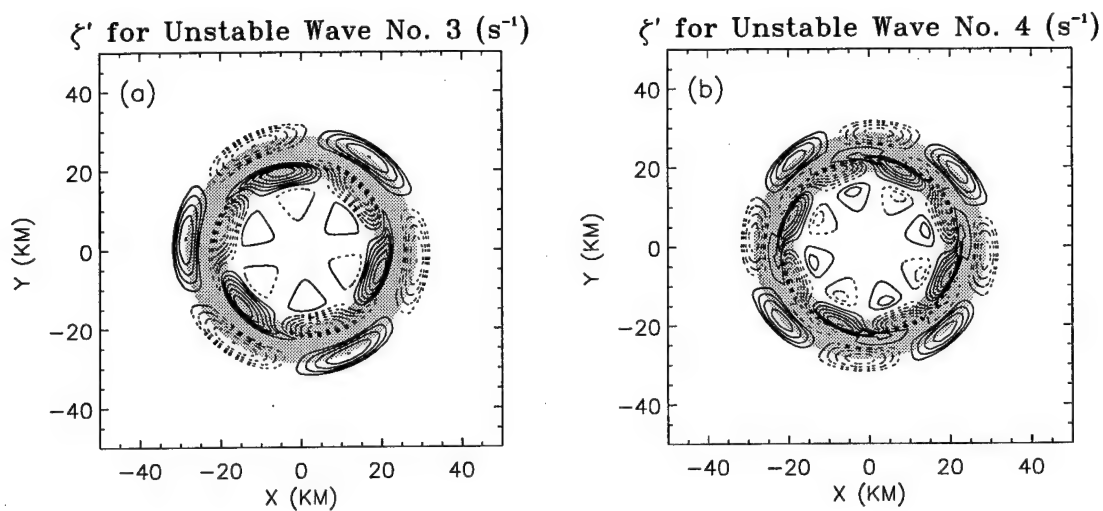 ζ' for Unstable Wave No. 3 (s⁻¹)
(a)
40
20
0
−20
−40
Y (KM)
−40 −20 0 20 40
X (KM)
ζ' for Unstable Wave No. 4 (s⁻¹)
(b)
40
20
0
−20
−40
Y (KM)
−40 −20 0 20 40
X (KM)